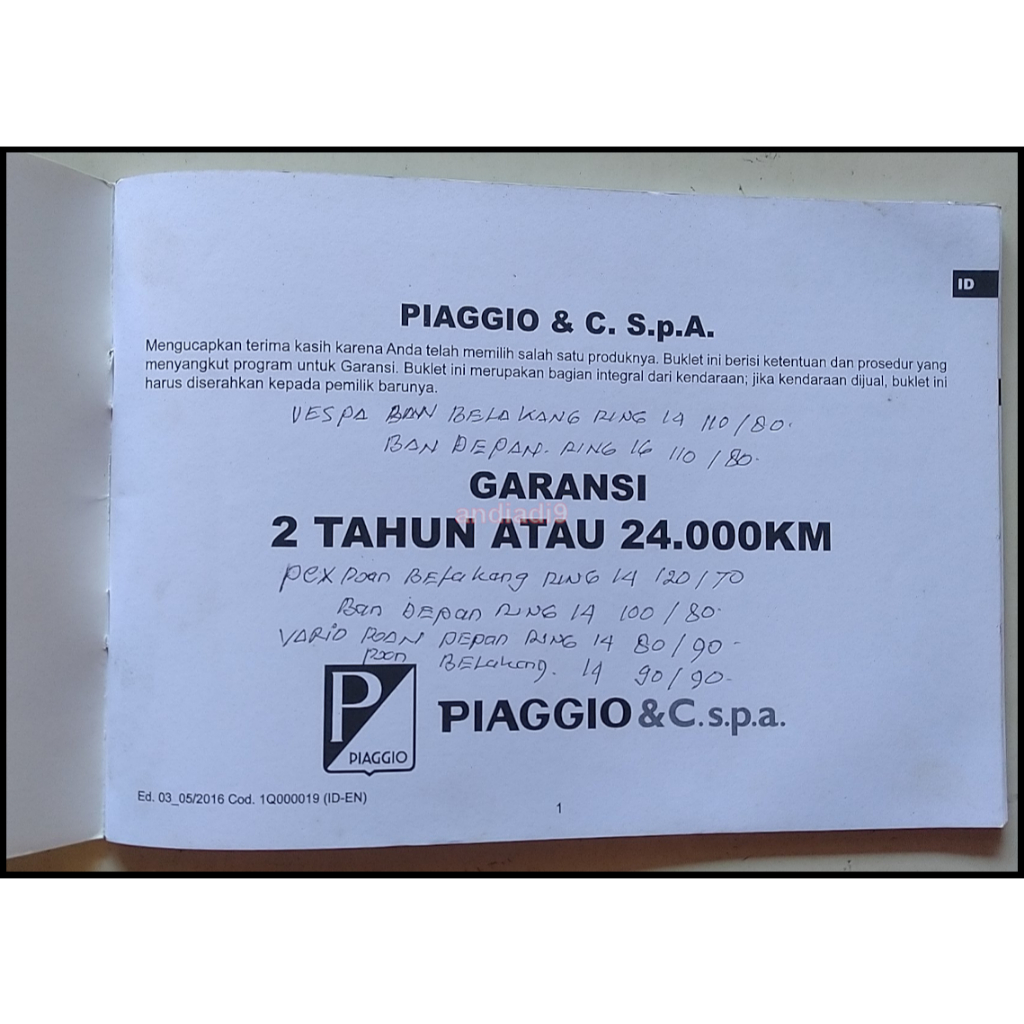 ID
PIAGGIO & C. S.p.A.
Mengucapkan terima kasih karena Anda telah memilih salah satu produknya. Buklet ini berisi ketentuan dan prosedur yang
menyangkut program untuk Garansi. Buklet ini merupakan bagian integral dari kendaraan; jika kendaraan dijual, buklet ini
harus diserahkan kepada pemilik barunya.
VESPA BAN BELAKANG RING 14 110/80.
BAN DEPAN. RING 16 110/80.
GARANSI
andiadi9
2 TAHUN ATAU 24.000KM
Belakang RING 14 120/70
Ban DEPan RING 14 100/80.
VARIO DEPan RING 14 80/90-
BELakang. 14 90/90-
P
PIAGGIO
PIAGGIO & C. s.p.a.
Ed. 03_05/2016 Cod. 1Q000019 (ID-EN)
1